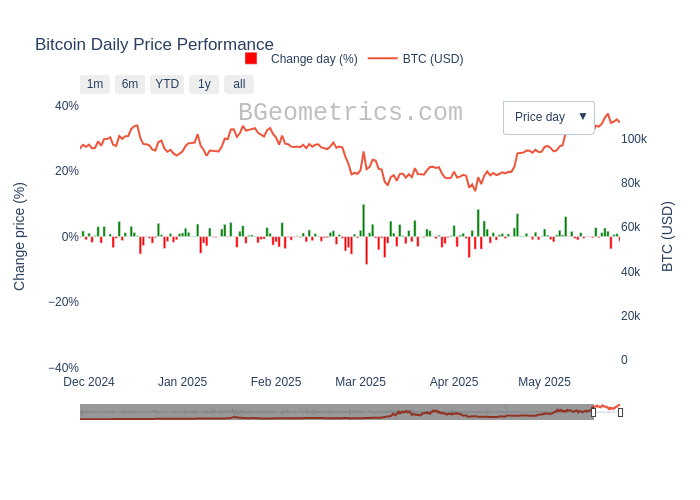 Bitcoin Daily Price Performance
Change day (%)
BTC (USD)
1m 6m YTD 1y all
BGeometrics.com
Price day ▼
Change price (%)
40%
20%
0%
−20%
−40%
100k
80k
60k
40k
20k
0
BTC (USD)
Dec 2024 Jan 2025 Feb 2025 Mar 2025 Apr 2025 May 2025